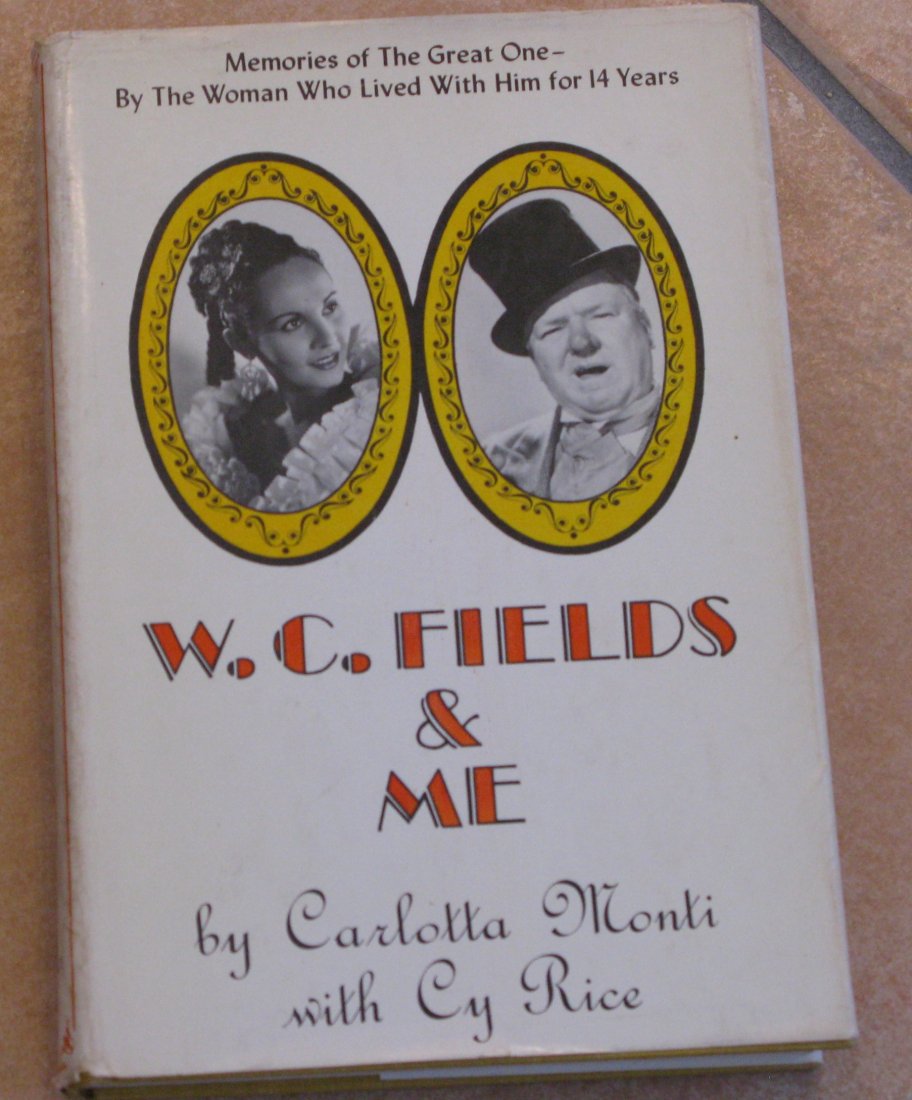 Memories of The Great One–
By The Woman Who Lived With Him for 14 Years
W. C. FIELDS
&
ME
by Carlotta Monti
with Cy Rice